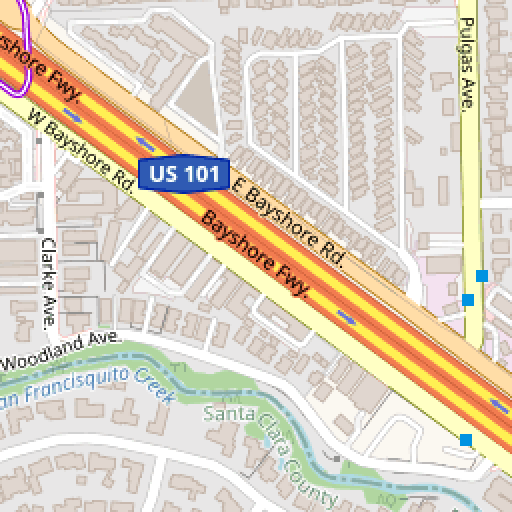 Pulgas Ave.
yshore Fwy.
W Bayshore Rd
US 101
E Bayshore Rd.
Bayshore Fwy.
Clarke Ave.
Woodland Ave.
an Francisquito Creek
Santa
Clara County